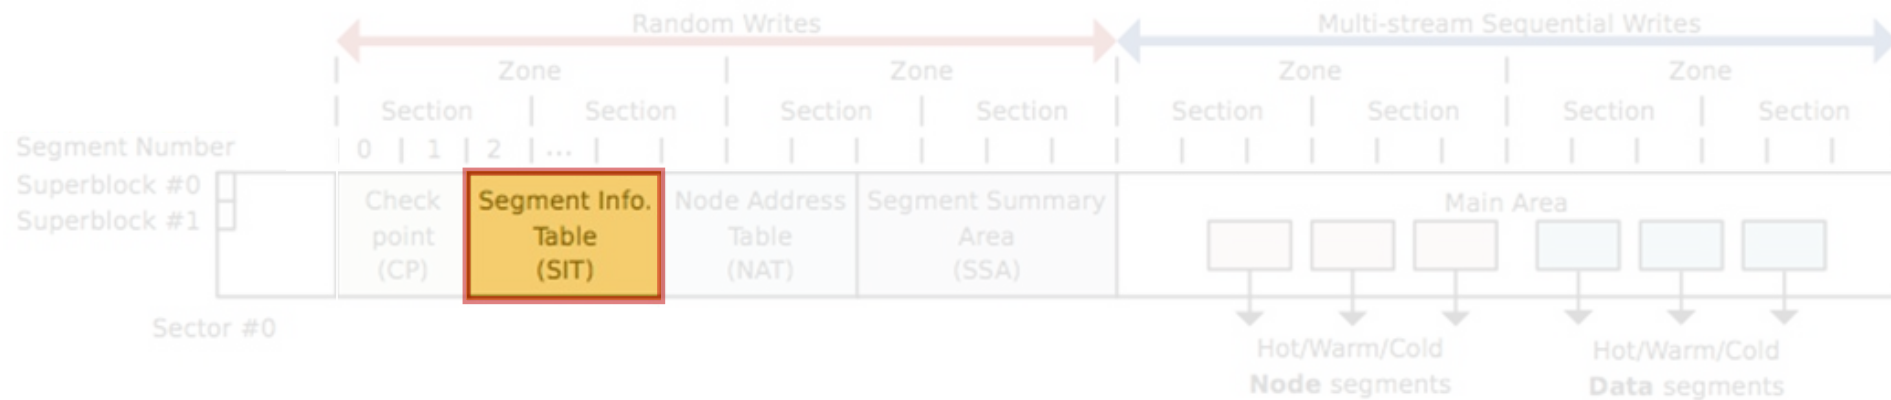 Random Writes
Multi-stream Sequential Writes
Zone
Zone
Zone
Zone
Section
Section
Section
Section
Section
Section
Section
Section
Segment Number
0
1
2
...
Superblock #0
Superblock #1
Check
point
(CP)
Segment Info.
Table
(SIT)
Node Address
Table
(NAT)
Segment Summary
Area
(SSA)
Main Area
Sector #0
Hot/Warm/Cold
Node segments
Hot/Warm/Cold
Data segments